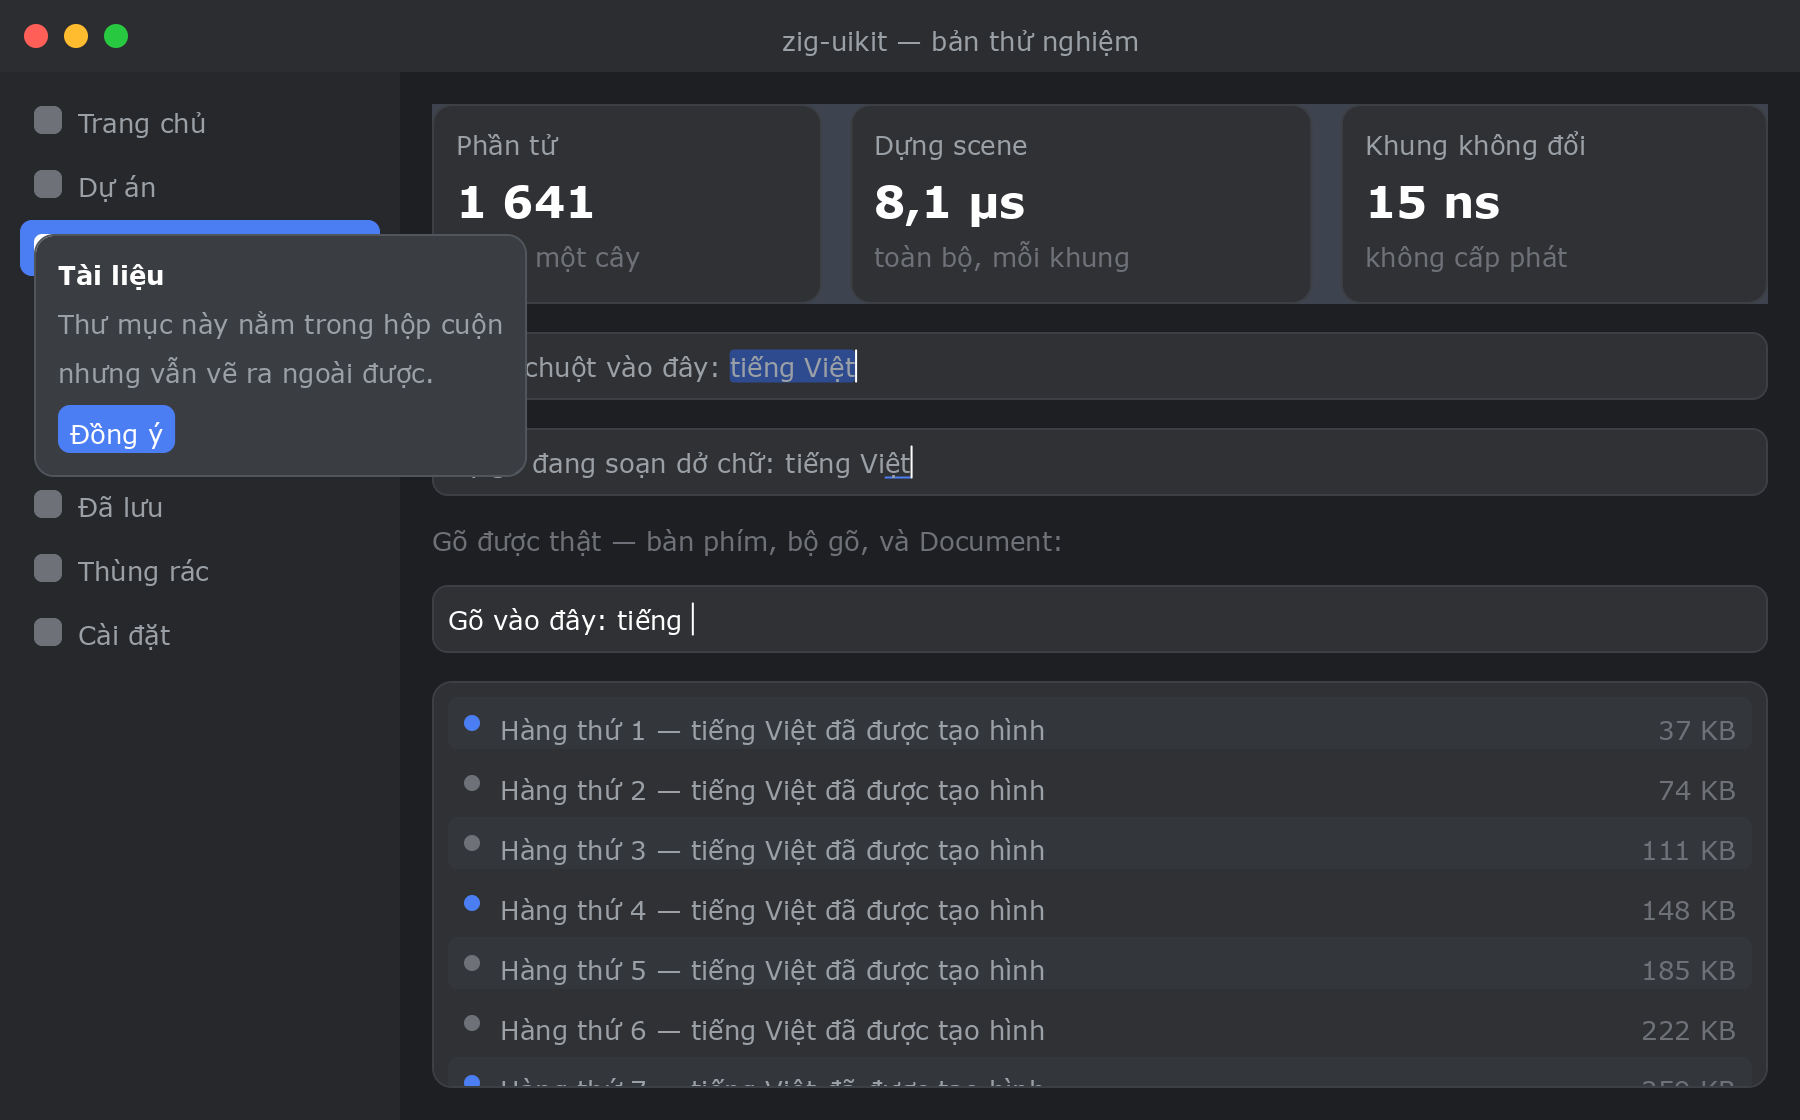 zig-uikit — bản thử nghiệm
Trang chủ
Dự án
Tài liệu
Thư mục này nằm trong hộp cuộn
nhưng vẫn vẽ ra ngoài được.
Đồng ý
Đã lưu
Thùng rác
Cài đặt
Phần tử
1 641
một cây
Dựng scene
8,1 µs
toàn bộ, mỗi khung
Khung không đổi
15 ns
không cấp phát
chuột vào đây: tiếng Việt
đang soạn dở chữ: tiếng Việt
Gõ được thật — bàn phím, bộ gõ, và Document:
Gõ vào đây: tiếng
Hàng thứ 1 — tiếng Việt đã được tạo hình 37 KB
Hàng thứ 2 — tiếng Việt đã được tạo hình 74 KB
Hàng thứ 3 — tiếng Việt đã được tạo hình 111 KB
Hàng thứ 4 — tiếng Việt đã được tạo hình 148 KB
Hàng thứ 5 — tiếng Việt đã được tạo hình 185 KB
Hàng thứ 6 — tiếng Việt đã được tạo hình 222 KB